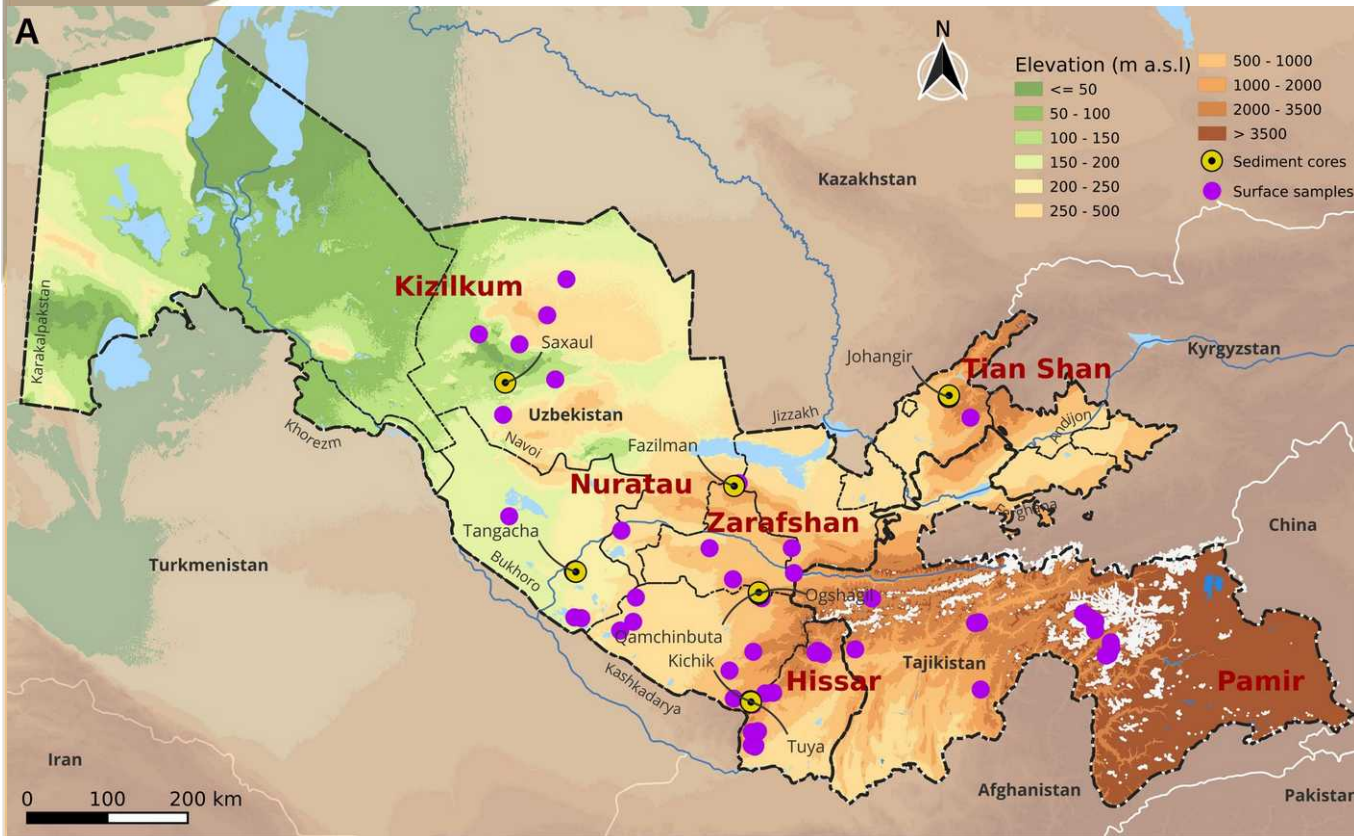 A
N
Elevation (m a.s.l)
<= 50
50 - 100
100 - 150
150 - 200
200 - 250
250 - 500
500 - 1000
1000 - 2000
2000 - 3500
> 3500
Sediment cores
Surface samples
Kazakhstan
Kizilkum
Karakalpakstan
Saxaul
Johangir
Tian Shan
Kyrgyzstan
Uzbekistan
Jizzakh
Andijon
Khorezm
Navoi
Fazilman
Nuratau
Ferghana
Zarafshan
China
Tangacha
Turkmenistan
Bukhoro
Ogshagil
Qamchinbuta
Kichik
Tajikistan
Hissar
Pamir
Kashkadarya
Tuya
Iran
Afghanistan
Pakistan
0 100 200 km